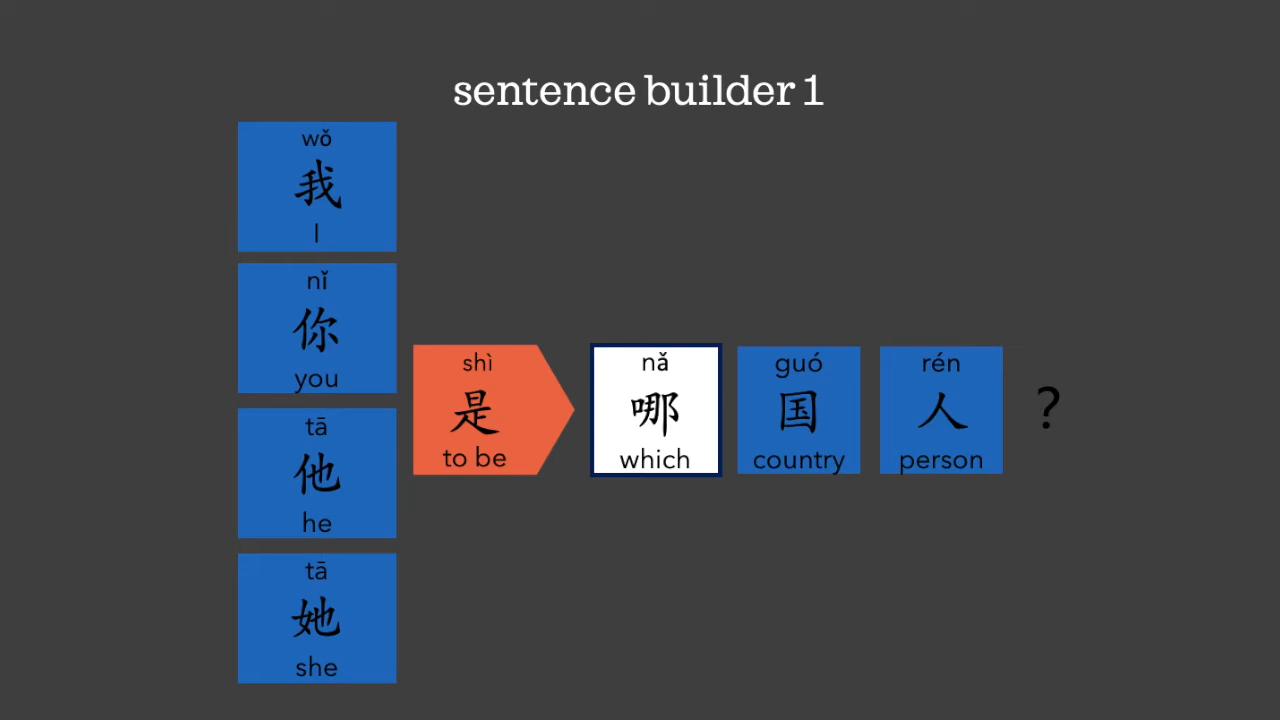 sentence builder 1
wǒ
我
I
nǐ
你
you
tā
他
he
tā
她
she
shì
是
to be
nǎ
哪
which
guó
国
country
rén
人
person
?